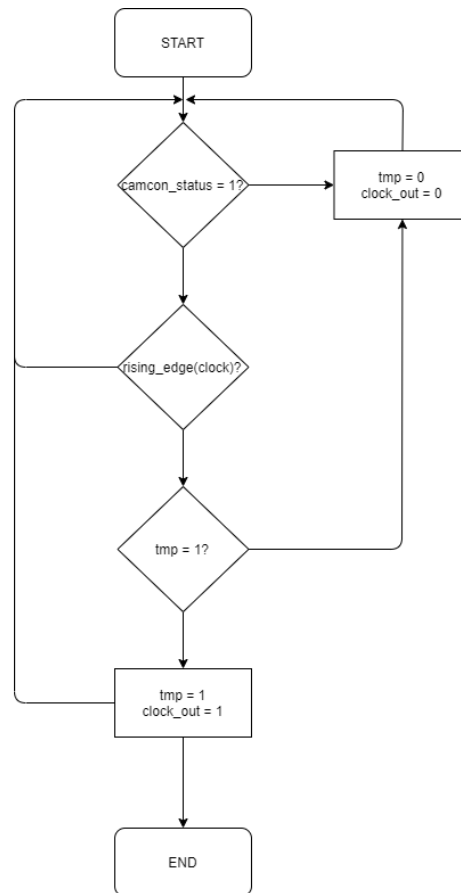 START
camcon_status = 1?
tmp = 0
clock_out = 0
rising_edge(clock)?
tmp = 1?
tmp = 1
clock_out = 1
END